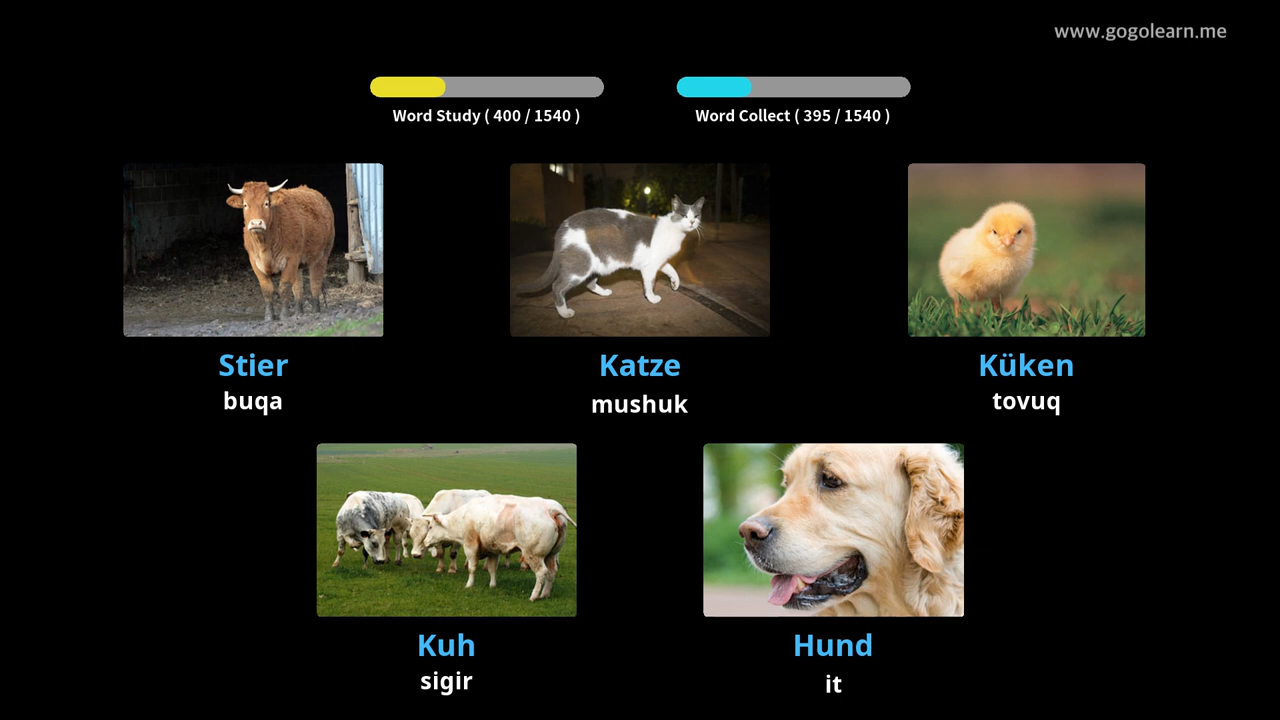 www.gogolearn.me
Word Study ( 400 / 1540 )
Word Collect ( 395 / 1540 )
Stier
buqa
Katze
mushuk
Küken
tovuq
Kuh
sigir
Hund
it